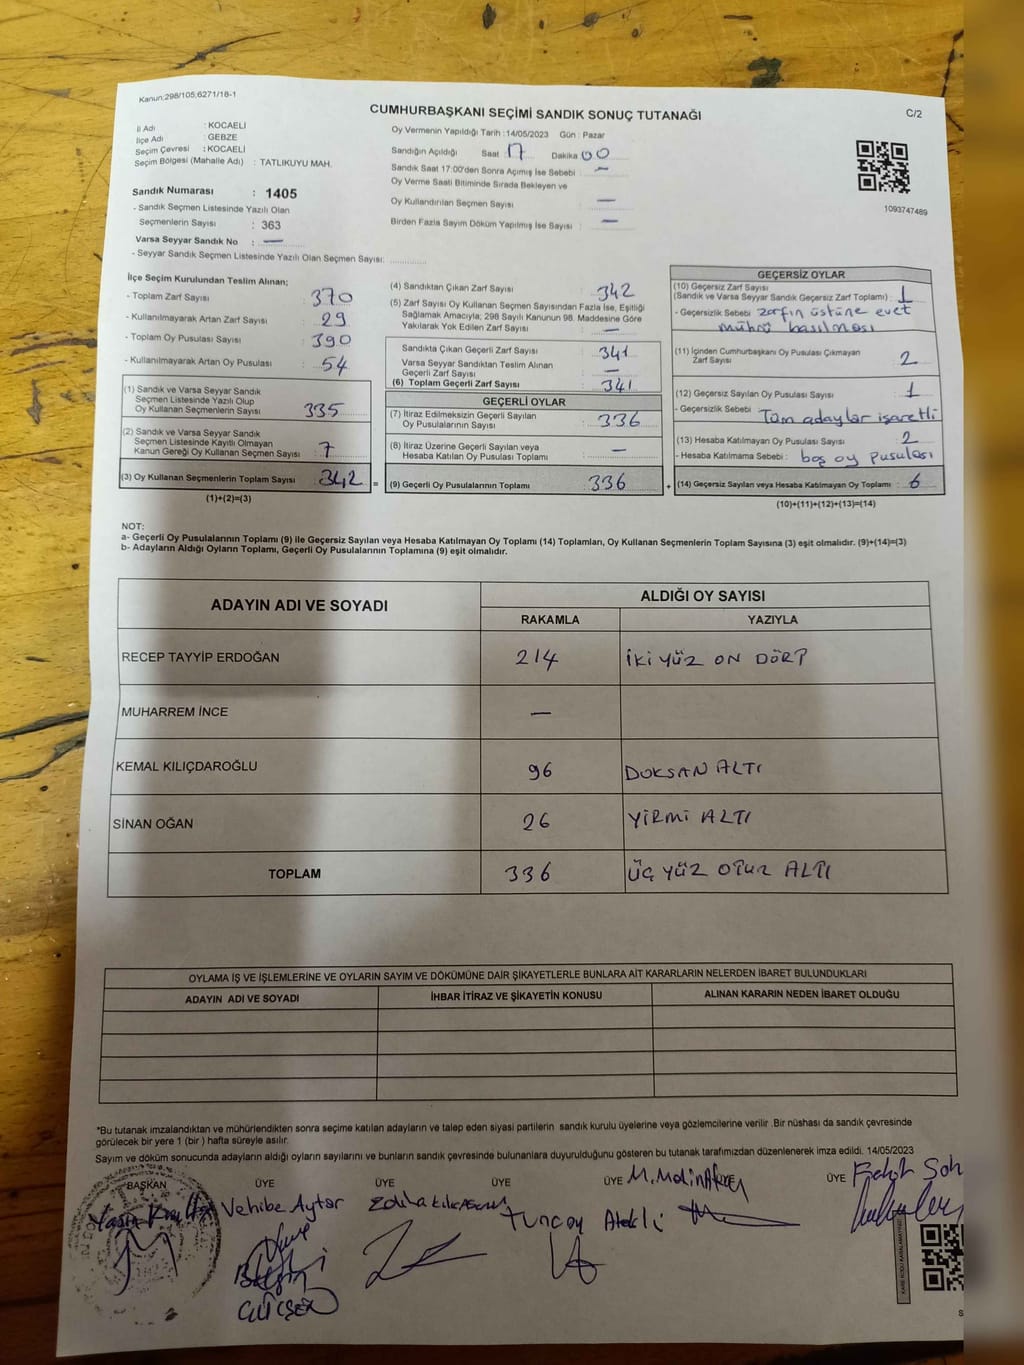 Kanun:298/105;6271/18-1
CUMHURBAŞKANI SEÇİMİ SANDIK SONUÇ TUTANAĞI
C/2
İl Adı : KOCAELİ
İlçe Adı : GEBZE
Seçim Çevresi : KOCAELİ
Seçim Bölgesi (Mahalle Adı) : TATLIKUYU MAH.
Sandık Numarası : 1405
- Sandık Seçmen Listesinde Yazılı Olan
Seçmenlerin Sayısı : 363
Varsa Seyyar Sandık No : —
- Seyyar Sandık Seçmen Listesinde Yazılı Olan Seçmen Sayısı:
Oy Vermenin Yapıldığı Tarih :14/05/2023 Gün : Pazar
Sandığın Açıldığı Saat 17 Dakika 00
Sandık Saat 17:00'den Sonra Açımış İse Sebebi : —
Oy Verme Saati Bitiminde Sırada Bekleyen ve
Oy Kullandırılan Seçmen Sayısı —
Birden Fazla Sayım Döküm Yapılmış İse Sayısı : —
1093747489
İlçe Seçim Kurulundan Teslim Alınan;
- Toplam Zarf Sayısı : 370
- Kullanılmayarak Artan Zarf Sayısı : 29
- Toplam Oy Pusulası Sayısı : 390
- Kullanılmayarak Artan Oy Pusulası : 54
(1) Sandık ve Varsa Seyyar Sandık
Seçmen Listesinde Yazılı Olup
Oy Kullanan Seçmenlerin Sayısı : 335
(2) Sandık ve Varsa Seyyar Sandık
Seçmen Listesinde Kayıtlı Olmayan
Kanun Gereği Oy Kullanan Seçmen Sayısı : 7
(3) Oy Kullanan Seçmenlerin Toplam Sayısı : 342 =
(1)+(2)=(3)
(4) Sandıktan Çıkan Zarf Sayısı : 342
(5) Zarf Sayısı Oy Kullanan Seçmen Sayısından Fazla İse, Eşitliği
Sağlamak Amacıyla; 298 Sayılı Kanunun 98. Maddesine Göre
Yakılarak Yok Edilen Zarf Sayısı : —
Sandıkta Çıkan Geçerli Zarf Sayısı : 341
Varsa Seyyar Sandıktan Teslim Alınan
Geçerli Zarf Sayısı : —
(6) Toplam Geçerli Zarf Sayısı : 341
GEÇERLİ OYLAR
(7) İtiraz Edilmeksizin Geçerli Sayılan
Oy Pusulalarının Sayısı : 336
(8) İtiraz Üzerine Geçerli Sayılan veya
Hesaba Katılan Oy Pusulası Toplamı : —
(9) Geçerli Oy Pusulalarının Toplamı : 336 +
GEÇERSİZ OYLAR
(10) Geçersiz Zarf Sayısı
(Sandık ve Varsa Seyyar Sandık Geçersiz Zarf Toplamı) : 1
- Geçersizlik Sebebi : zarfın üstüne evet
mührü basılması
(11) İçinden Cumhurbaşkanı Oy Pusulası Çıkmayan
Zarf Sayısı : 2
(12) Geçersiz Sayılan Oy Pusulası Sayısı : 1
- Geçersizlik Sebebi : Tüm adaylar işaretli
(13) Hesaba Katılmayan Oy Pusulası Sayısı : 2
- Hesaba Katılmama Sebebi : boş oy pusulası
(14) Geçersiz Sayılan veya Hesaba Katılmayan Oy Toplamı : 6
(10)+(11)+(12)+(13)=(14)
NOT:
a- Geçerli Oy Pusulalarının Toplamı (9) ile Geçersiz Sayılan veya Hesaba Katılmayan Oy Toplamı (14) Toplamları, Oy Kullanan Seçmenlerin Toplam Sayısına (3) eşit olmalıdır. (9)+(14)=(3)
b- Adayların Aldığı Oyların Toplamı, Geçerli Oy Pusulalarının Toplamına (9) eşit olmalıdır.
ADAYIN ADI VE SOYADI
ALDIĞI OY SAYISI
RAKAMLA YAZIYLA
RECEP TAYYİP ERDOĞAN 214 İKİ YÜZ ON DÖRT
MUHARREM İNCE —
KEMAL KILIÇDAROĞLU 96 DOKSAN ALTI
SİNAN OĞAN 26 YİRMİ ALTI
TOPLAM 336 ÜÇ YÜZ OTUZ ALTI
OYLAMA İŞ VE İŞLEMLERİNE VE OYLARIN SAYIM VE DÖKÜMÜNE DAİR ŞİKAYETLERLE BUNLARA AİT KARARLARIN NELERDEN İBARET BULUNDUKLARI
ADAYIN ADI VE SOYADI İHBAR İTİRAZ VE ŞİKAYETİN KONUSU ALINAN KARARIN NEDEN İBARET OLDUĞU
*Bu tutanak imzalandıktan ve mühürlendikten sonra seçime katılan adayların ve talep eden siyasi partilerin sandık kurulu üyelerine veya gözlemcilerine verilir .Bir nüshası da sandık çevresinde
görülecek bir yere 1 (bir ) hafta süreyle asılır.
Sayım ve döküm sonucunda adayların aldığı oyların sayılarını ve bunların sandık çevresinde bulunanlara duyurulduğunu gösteren bu tutanak tarafımızdan düzenlenerek imza edildi. 14/05/2023
BAŞKAN ÜYE ÜYE ÜYE ÜYE ÜYE
Vehibe Aytar
Tuncay